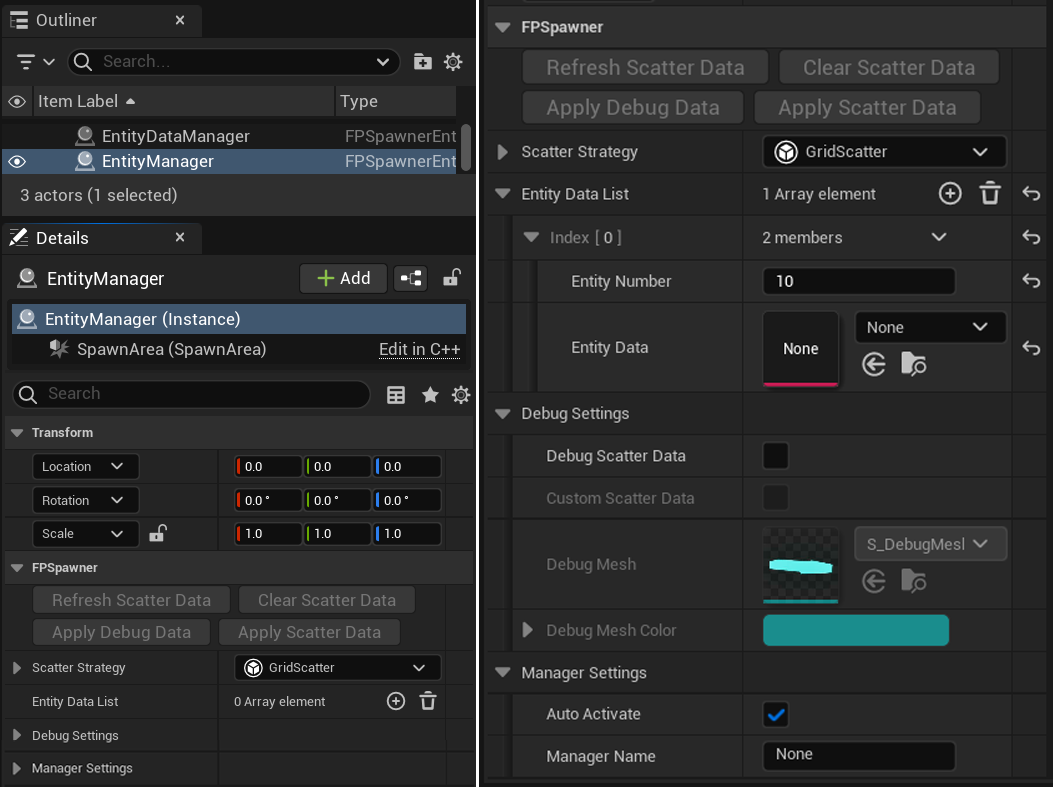 Outliner
Search...
Item Label Type
EntityDataManager FPSpawnerEnt
EntityManager FPSpawnerEnt
3 actors (1 selected)
Details
EntityManager Add
EntityManager (Instance)
SpawnArea (SpawnArea) Edit in C++
Search
Transform
Location 0.0 0.0 0.0
Rotation 0.0 ° 0.0 ° 0.0 °
Scale 1.0 1.0 1.0
FPSpawner
Refresh Scatter Data Clear Scatter Data
Apply Debug Data Apply Scatter Data
Scatter Strategy GridScatter
Entity Data List 0 Array element
Debug Settings
Manager Settings
FPSpawner
Refresh Scatter Data Clear Scatter Data
Apply Debug Data Apply Scatter Data
Scatter Strategy GridScatter
Entity Data List 1 Array element
Index [ 0 ] 2 members
Entity Number 10
Entity Data None None
Debug Settings
Debug Scatter Data
Custom Scatter Data
Debug Mesh S_DebugMesl
Debug Mesh Color
Manager Settings
Auto Activate
Manager Name None